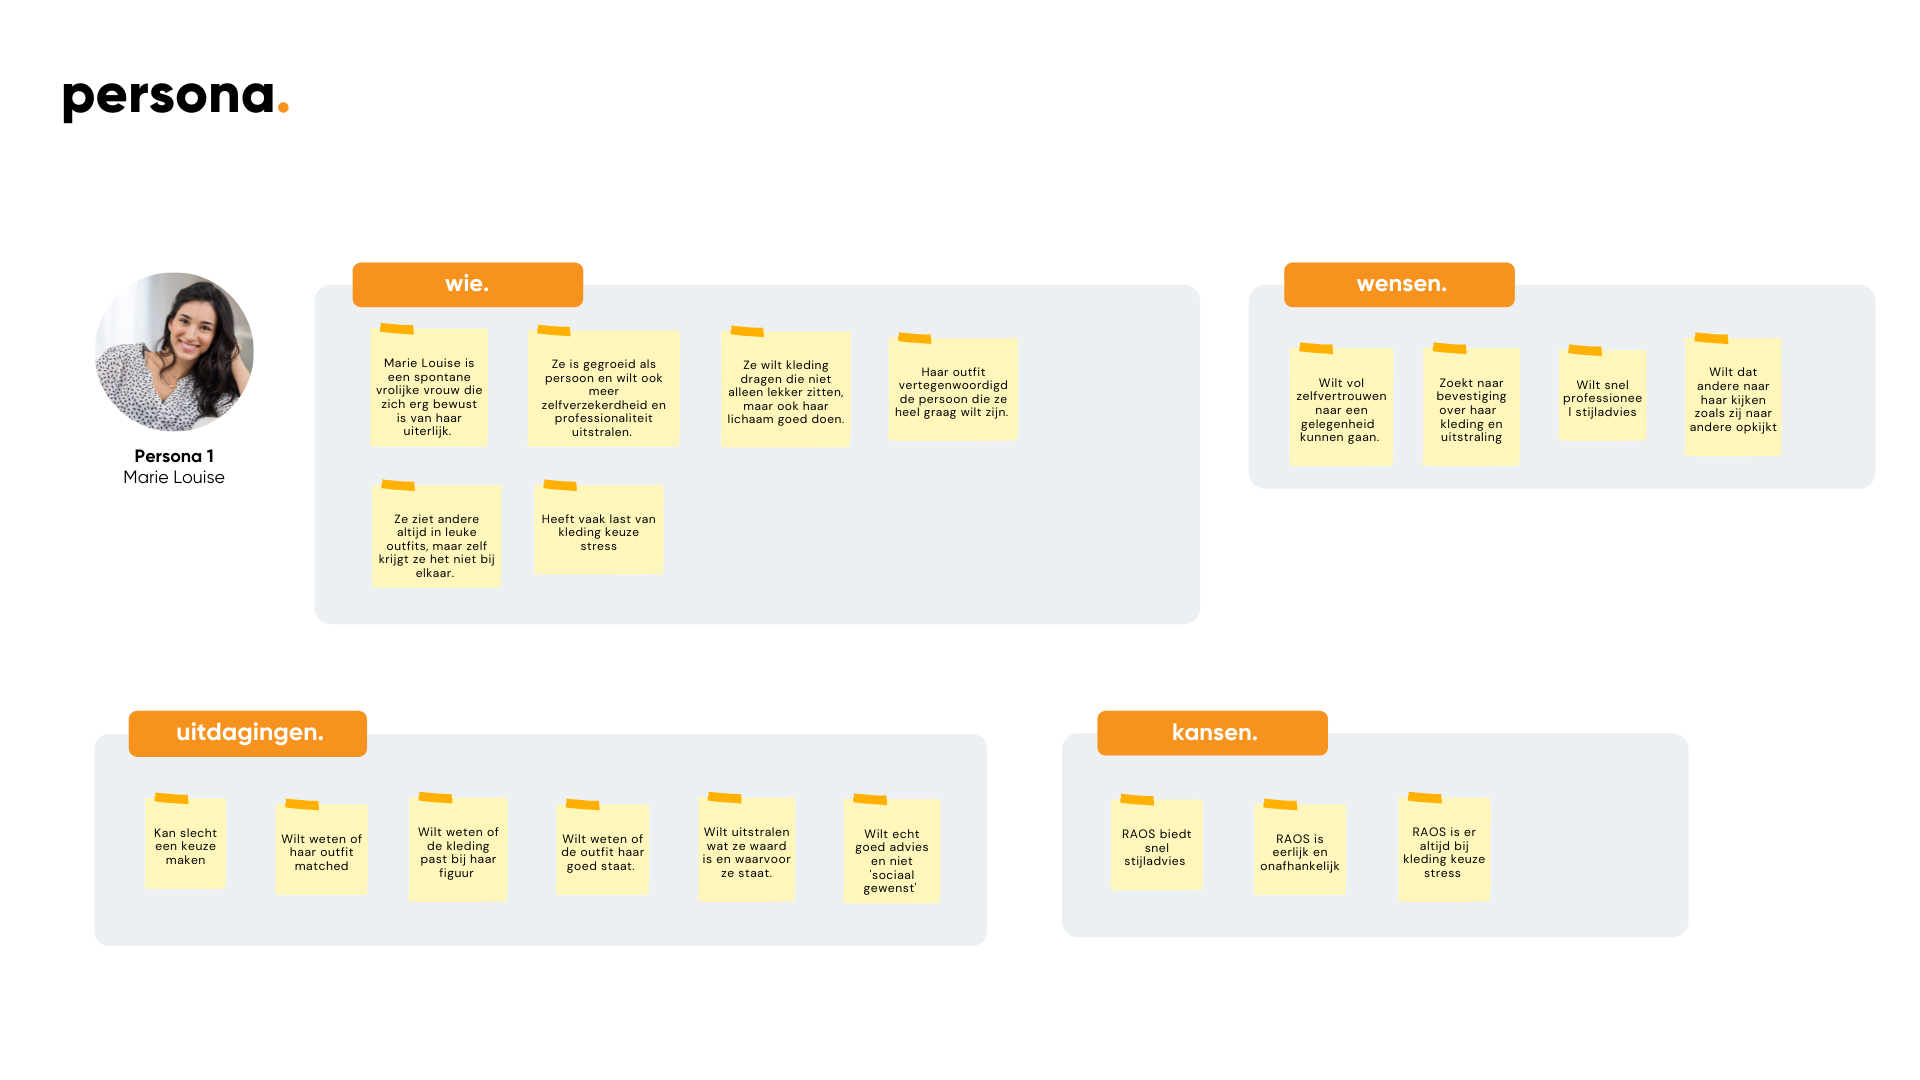 persona.
Persona 1
Marie Louise
wie.
Marie Louise is
een spontane
vrolijke vrouw die
zich erg bewust
is van haar
uiterlijk.
Ze is gegroeid als
persoon en wilt ook
meer
zelfverzekerdheid en
professionaliteit
uitstralen.
Ze wilt kleding
dragen die niet
alleen lekker zitten,
maar ook haar
lichaam goed doen.
Haar outfit
vertegenwoordigd
de persoon die ze
heel graag wilt zijn.
Ze ziet andere
altijd in leuke
outfits, maar zelf
krijgt ze het niet bij
elkaar.
Heeft vaak last van
kleding keuze
stress
wensen.
Wilt vol
zelfvertrouwen
naar een
gelegenheid
kunnen gaan.
Zoekt naar
bevestiging
over haar
kleding en
uitstraling
Wilt snel
professionee
l stijladvies
Wilt dat
andere naar
haar kijken
zoals zij naar
andere opkijkt
uitdagingen.
Kan slecht
een keuze
maken
Wilt weten of
haar outfit
matched
Wilt weten of
de kleding
past bij haar
figuur
Wilt weten of
de outfit haar
goed staat.
Wilt uitstralen
wat ze waard
is en waarvoor
ze staat.
Wilt echt
goed advies
en niet
'sociaal
gewenst'
kansen.
RAOS biedt
snel
stijladvies
RAOS is
eerlijk en
onafhankelijk
RAOS is er
altijd bij
kleding keuze
stress